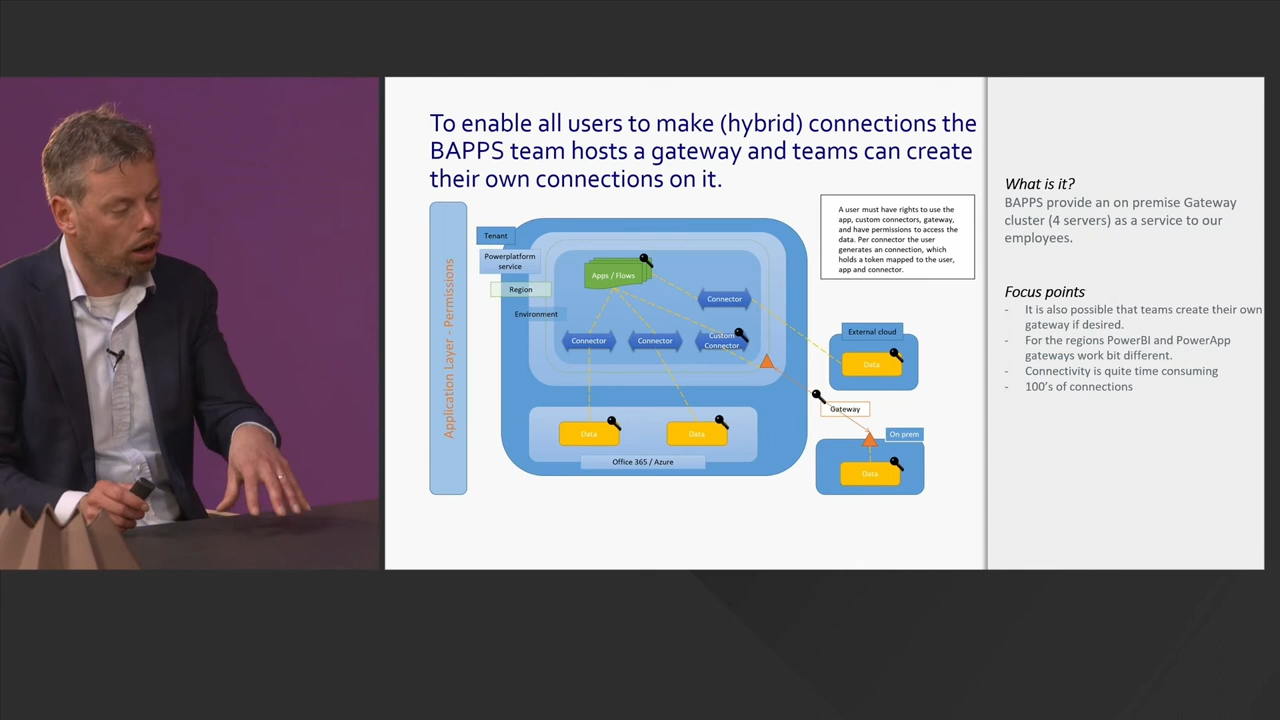 To enable all users to make (hybrid) connections the
BAPPS team hosts a gateway and teams can create
their own connections on it.
Application Layer - Permissions
Tenant
Powerplatform
service
Region
Environment
Apps / Flows
Connector
Connector
Connector
Custom
Connector
Data
Data
Office 365 / Azure
A user must have rights to use the
app, custom connectors, gateway,
and have permissions to access the
data. Per connector the user
generates an connection, which
holds a token mapped to the user,
app and connector.
External cloud
Data
Gateway
On prem
Data
What is it?
BAPPS provide an on premise Gateway
cluster (4 servers) as a service to our
employees.
Focus points
- It is also possible that teams create their own
gateway if desired.
- For the regions PowerBI and PowerApp
gateways work bit different.
- Connectivity is quite time consuming
- 100's of connections